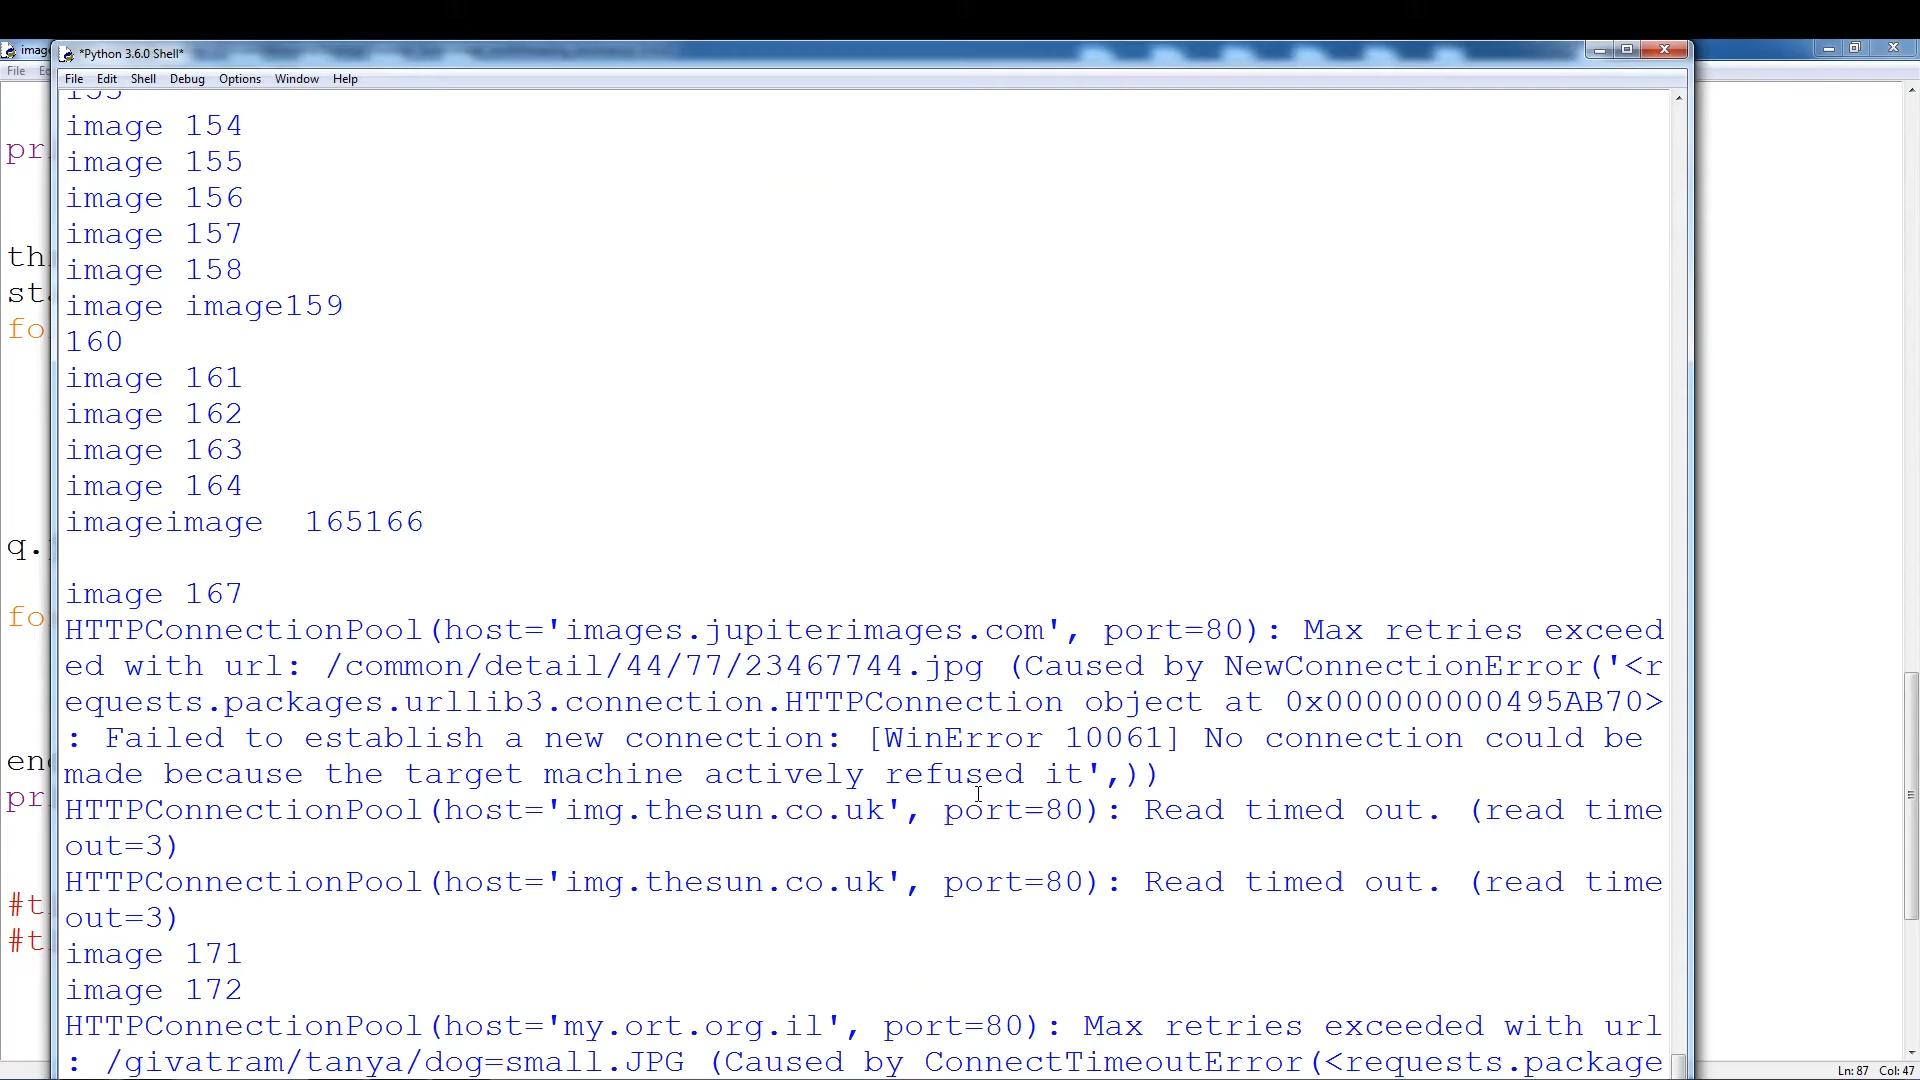 imag
*Python 3.6.0 Shell*
File
File Edit Shell Debug Options Window Help
image 154
image 155
image 156
image 157
image 158
image image159
160
image 161
image 162
image 163
image 164
imageimage  165166
image 167
HTTPConnectionPool(host='images.jupiterimages.com', port=80): Max retries exceed
ed with url: /common/detail/44/77/23467744.jpg (Caused by NewConnectionError('<r
equests.packages.urllib3.connection.HTTPConnection object at 0x000000000495AB70>
: Failed to establish a new connection: [WinError 10061] No connection could be
made because the target machine actively refused it',))
HTTPConnectionPool(host='img.thesun.co.uk', port=80): Read timed out. (read time
out=3)
HTTPConnectionPool(host='img.thesun.co.uk', port=80): Read timed out. (read time
out=3)
image 171
image 172
HTTPConnectionPool(host='my.ort.org.il', port=80): Max retries exceeded with url
: /givatram/tanya/dog=small.JPG (Caused by ConnectTimeoutError(<requests.package
Ln: 87 Col: 47